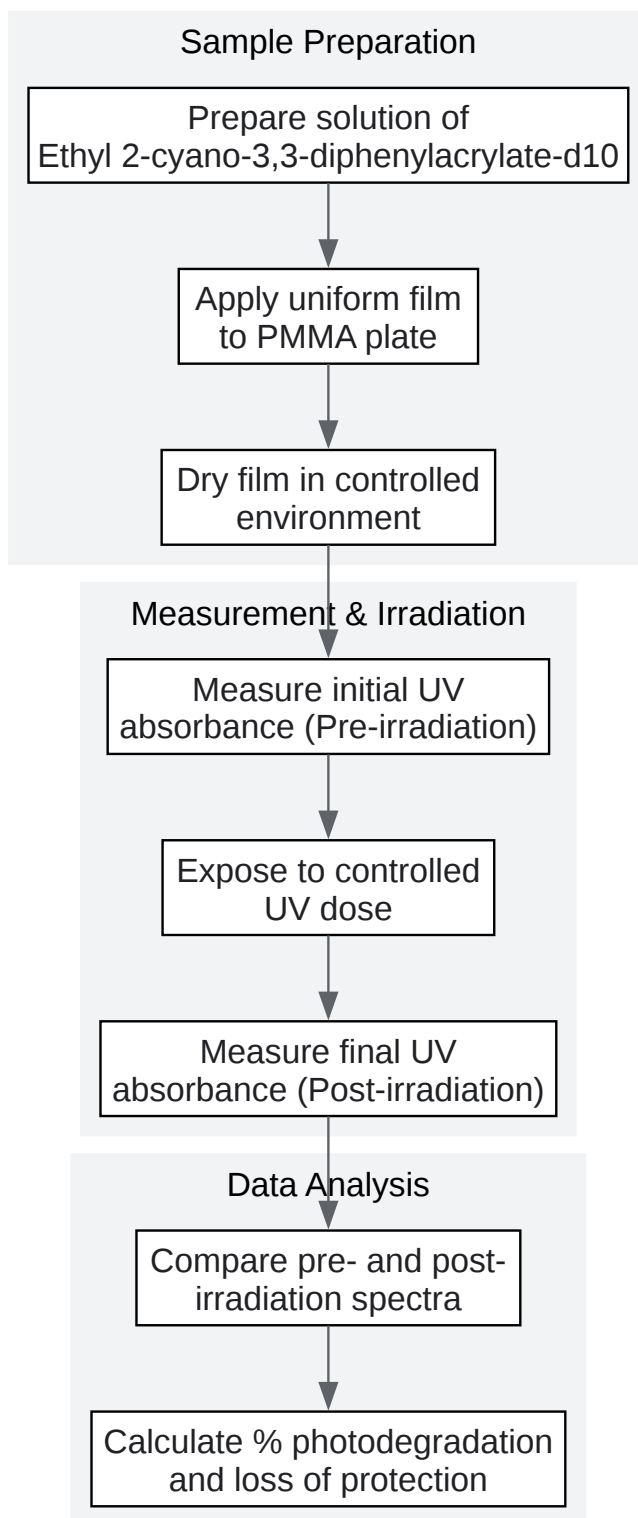 Sample Preparation
Prepare solution of
Ethyl 2-cyano-3,3-diphenylacrylate-d10
Apply uniform film
to PMMA plate
Dry film in controlled
environment
Measurement & Irradiation
Measure initial UV
absorbance (Pre-irradiation)
Expose to controlled
UV dose
Measure final UV
absorbance (Post-irradiation)
Data Analysis
Compare pre- and post-
irradiation spectra
Calculate % photodegradation
and loss of protection